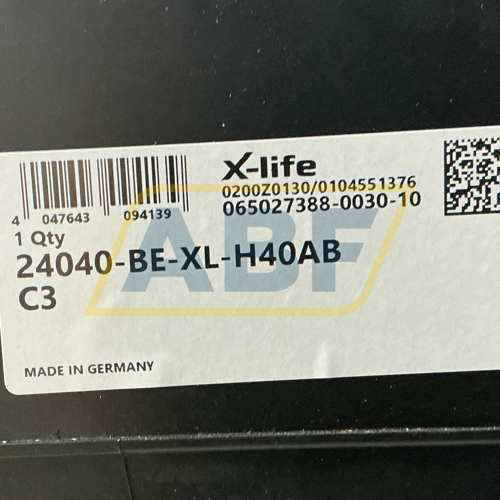 X-life
0200Z0130/0104551376
065027388-0030-10
4 047643 094139
1 Qty
24040-BE-XL-H40AB
C3
ABF
MADE IN GERMANY